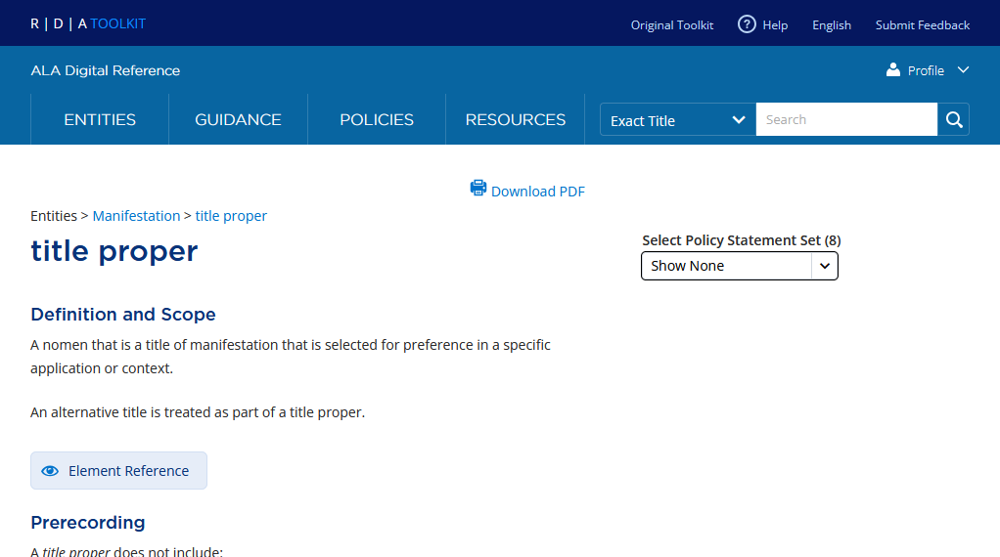 R | D | A TOOLKIT
Original Toolkit
? Help
English
Submit Feedback
ALA Digital Reference
Profile
ENTITIES
GUIDANCE
POLICIES
RESOURCES
Exact Title
Search
Download PDF
Entities > Manifestation > title proper
title proper
Select Policy Statement Set (8)
Show None
Definition and Scope
A nomen that is a title of manifestation that is selected for preference in a specific
application or context.
An alternative title is treated as part of a title proper.
Element Reference
Prerecording
A title proper does not include: